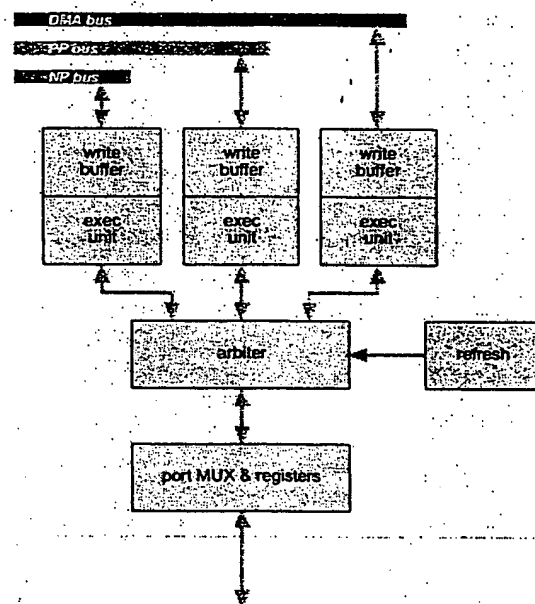 DMA bus
PP bus
NP bus
write
buffer
write
buffer
write
buffer
exec
unit
exec
unit
exec
unit
arbiter
refresh
port MUX & registers